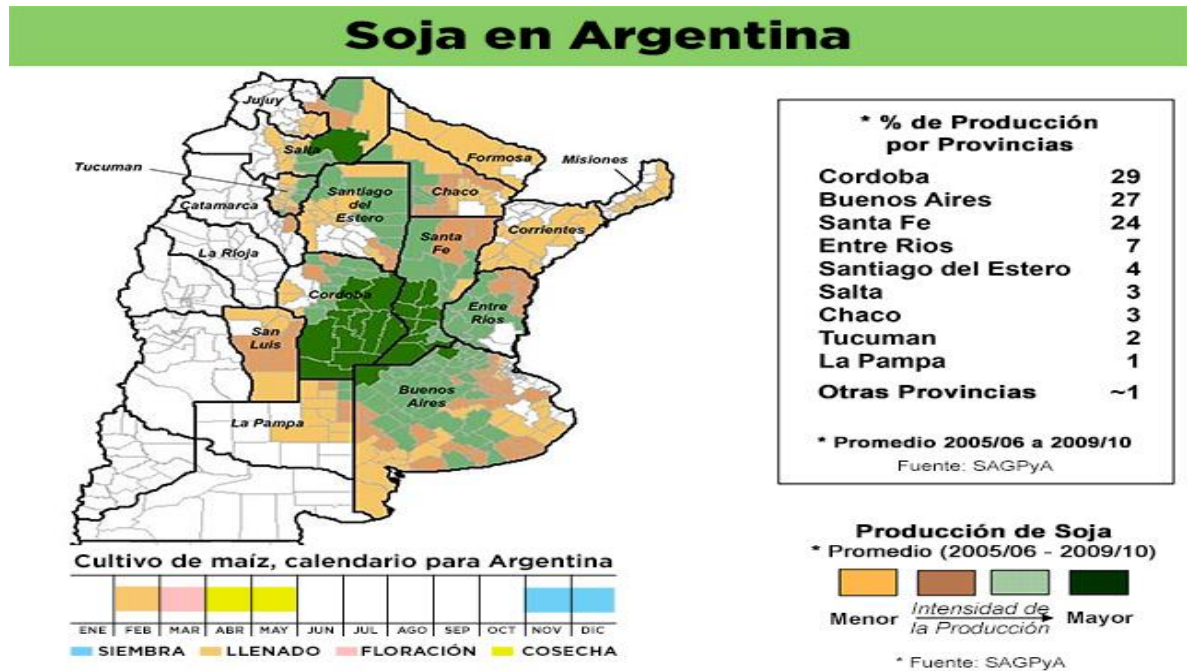 Soja en Argentina
Jujuy
Salta
Tucuman
Formosa
Misiones
Catamarca
Santiago
del
Estero
Chaco
Corrientes
La Rioja
Santa
Fe
Cordoba
Entre
Ríos
San
Luis
Buenos
Aires
La Pampa
* % de Producción
por Provincias
Cordoba 29
Buenos Aires 27
Santa Fe 24
Entre Rios 7
Santiago del Estero 4
Salta 3
Chaco 3
Tucuman 2
La Pampa 1
Otras Provincias ~1
* Promedio 2005/06 a 2009/10
Fuente: SAGPyA
Producción de Soja
* Promedio (2005/06 - 2009/10)
Menor Intensidad de la Producción Mayor
* Fuente: SAGPyA
Cultivo de maíz, calendario para Argentina
ENE FEB MAR ABR MAY JUN JUL AGO SEP OCT NOV DIC
SIEMBRA LLENADO FLORACIÓN COSECHA